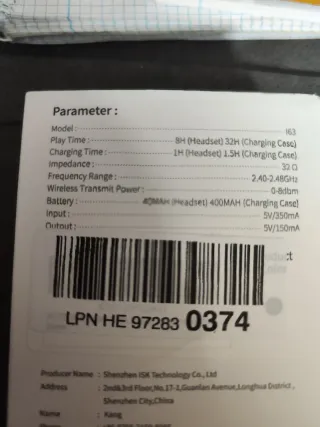 Parameter :
Model : I63
Play Time : 8H (Headset) 32H (Charging Case)
Charging Time : 1H (Headset) 1.5H (Charging Case)
Impedance : 32 Ω
Frequency Range : 2.40-2.48GHz
Wireless Transmit Power : 0-8dbm
Battery : 40MAH (Headset) 400MAH (Charging Case)
Input : 5V/350mA
Output : 5V/150mA
LPN HE 97283 0374
Producer Name : Shenzhen ISK Technology Co., Ltd
Address : 2nd&3rd Floor,No.17-2,Guanlan Avenue,Longhua District,
Shenzhen City,China
Name : Kang